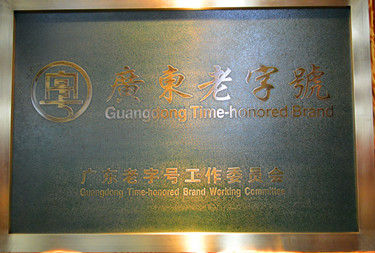 廣東老字號
Guangdong Time-honored Brand
广东老字号工作委员会
Guangdong Time-honored Brand Working Committee